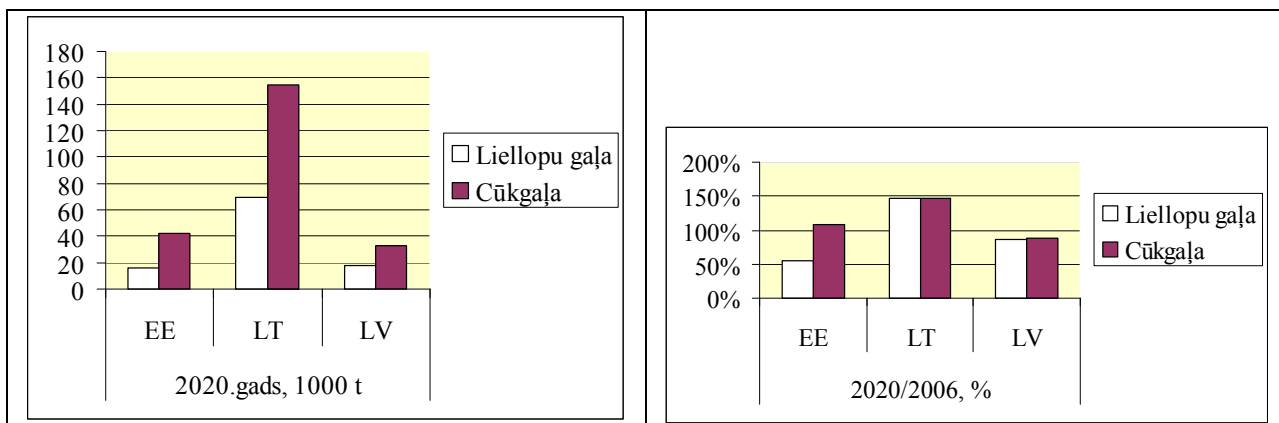 180
160
140
120
100
80
60
40
20
0
EE LT LV
2020.gads, 1000 t
Liellopu gaļa
Cūkgaļa
200%
150%
100%
50%
0%
EE LT LV
2020/2006, %
Liellopu gaļa
Cūkgaļa